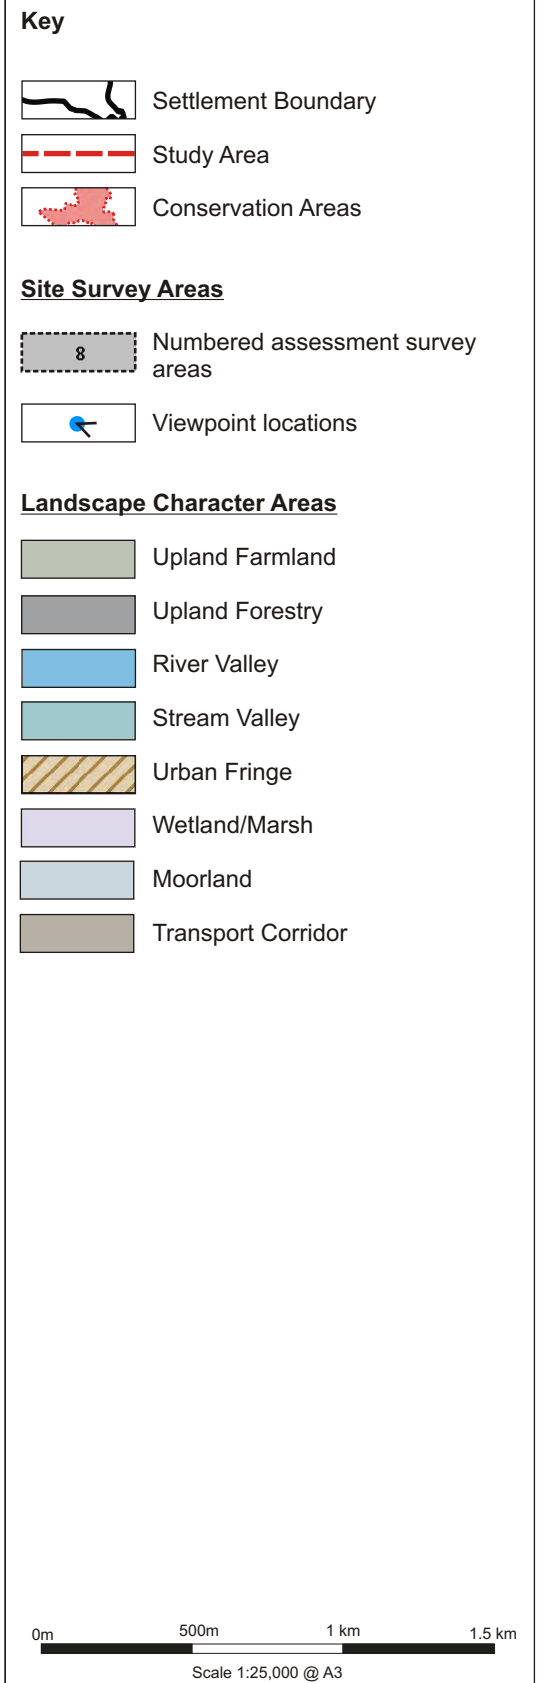 Key
Settlement Boundary
Study Area
Conservation Areas
Site Survey Areas
8
Numbered assessment survey
areas
Viewpoint locations
Landscape Character Areas
Upland Farmland
Upland Forestry
River Valley
Stream Valley
Urban Fringe
Wetland/Marsh
Moorland
Transport Corridor
0m 500m 1 km 1.5 km
Scale 1:25,000 @ A3